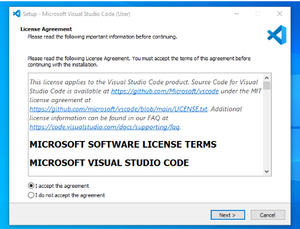 Setup - Microsoft Visual Studio Code (User)
License Agreement
Please read the following important information before continuing.
Please read the following License Agreement. You must accept the terms of this agreement before
continuing with the installation.
This license applies to the Visual Studio Code product. Source Code for Visual
Studio Code is available at https://github.com/Microsoft/vscode under the MIT
license agreement at
https://github.com/microsoft/vscode/blob/main/LICENSE.txt. Additional
license information can be found in our FAQ at
https://code.visualstudio.com/docs/supporting/faq.
MICROSOFT SOFTWARE LICENSE TERMS
MICROSOFT VISUAL STUDIO CODE
I accept the agreement
I do not accept the agreement
Next >
Cancel